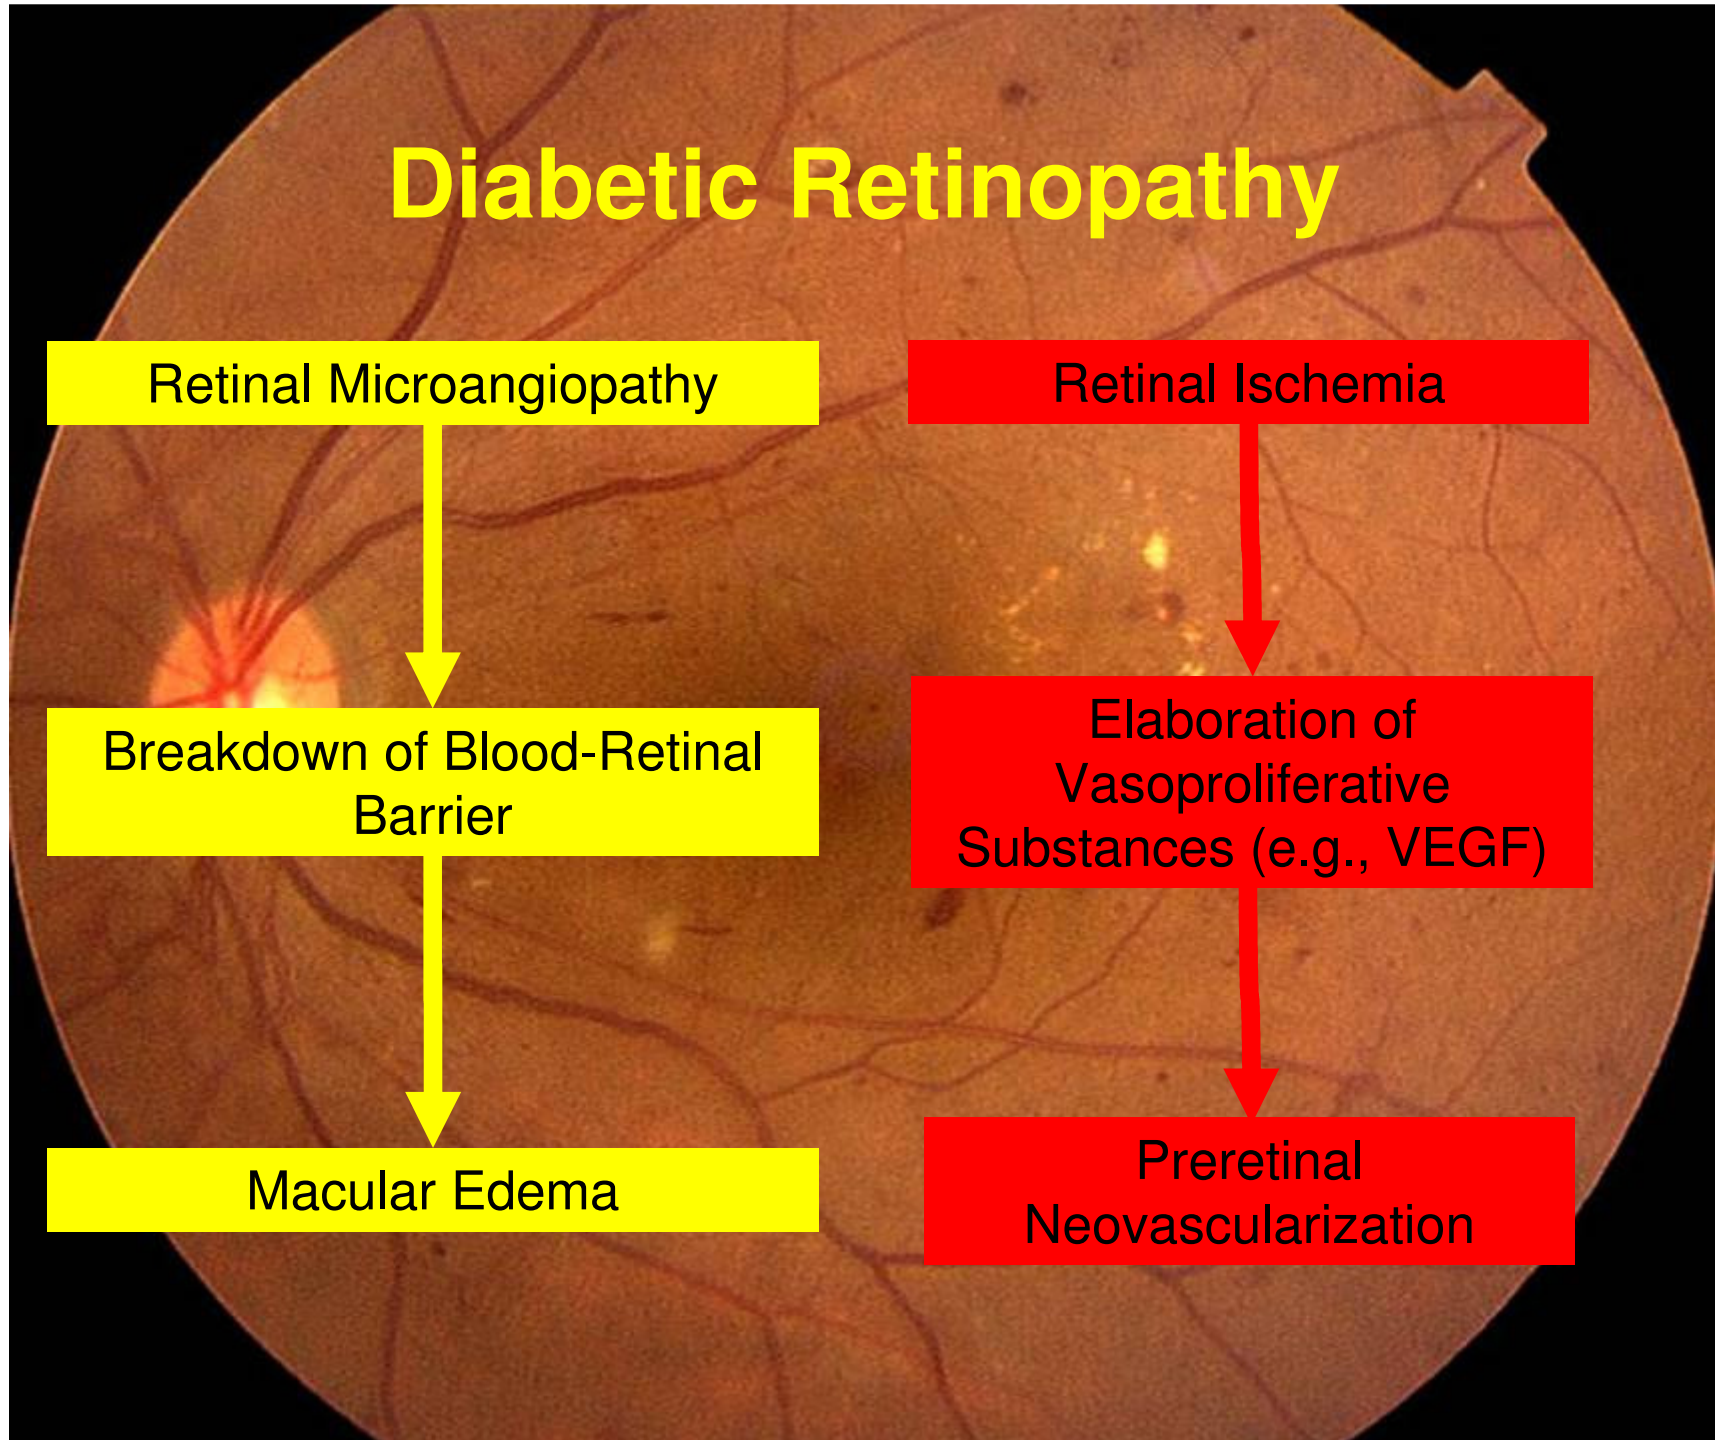 Diabetic Retinopathy
Retinal Microangiopathy
Breakdown of Blood-Retinal
Barrier
Macular Edema
Retinal Ischemia
Elaboration of
Vasoproliferative
Substances (e.g., VEGF)
Preretinal
Neovascularization